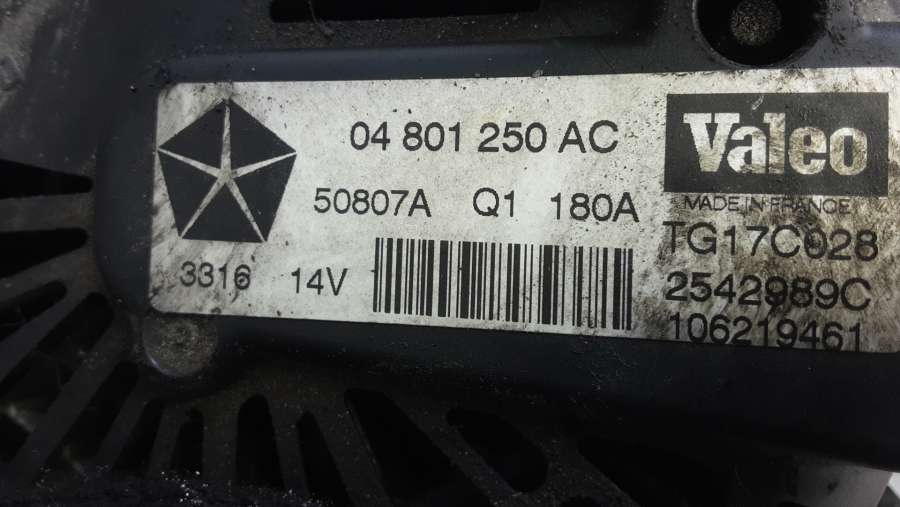 04 801 250 AC
50807A Q1 180A
3316 14V
Valeo
MADE IN FRANCE
TG17C028
2542989C
106219461